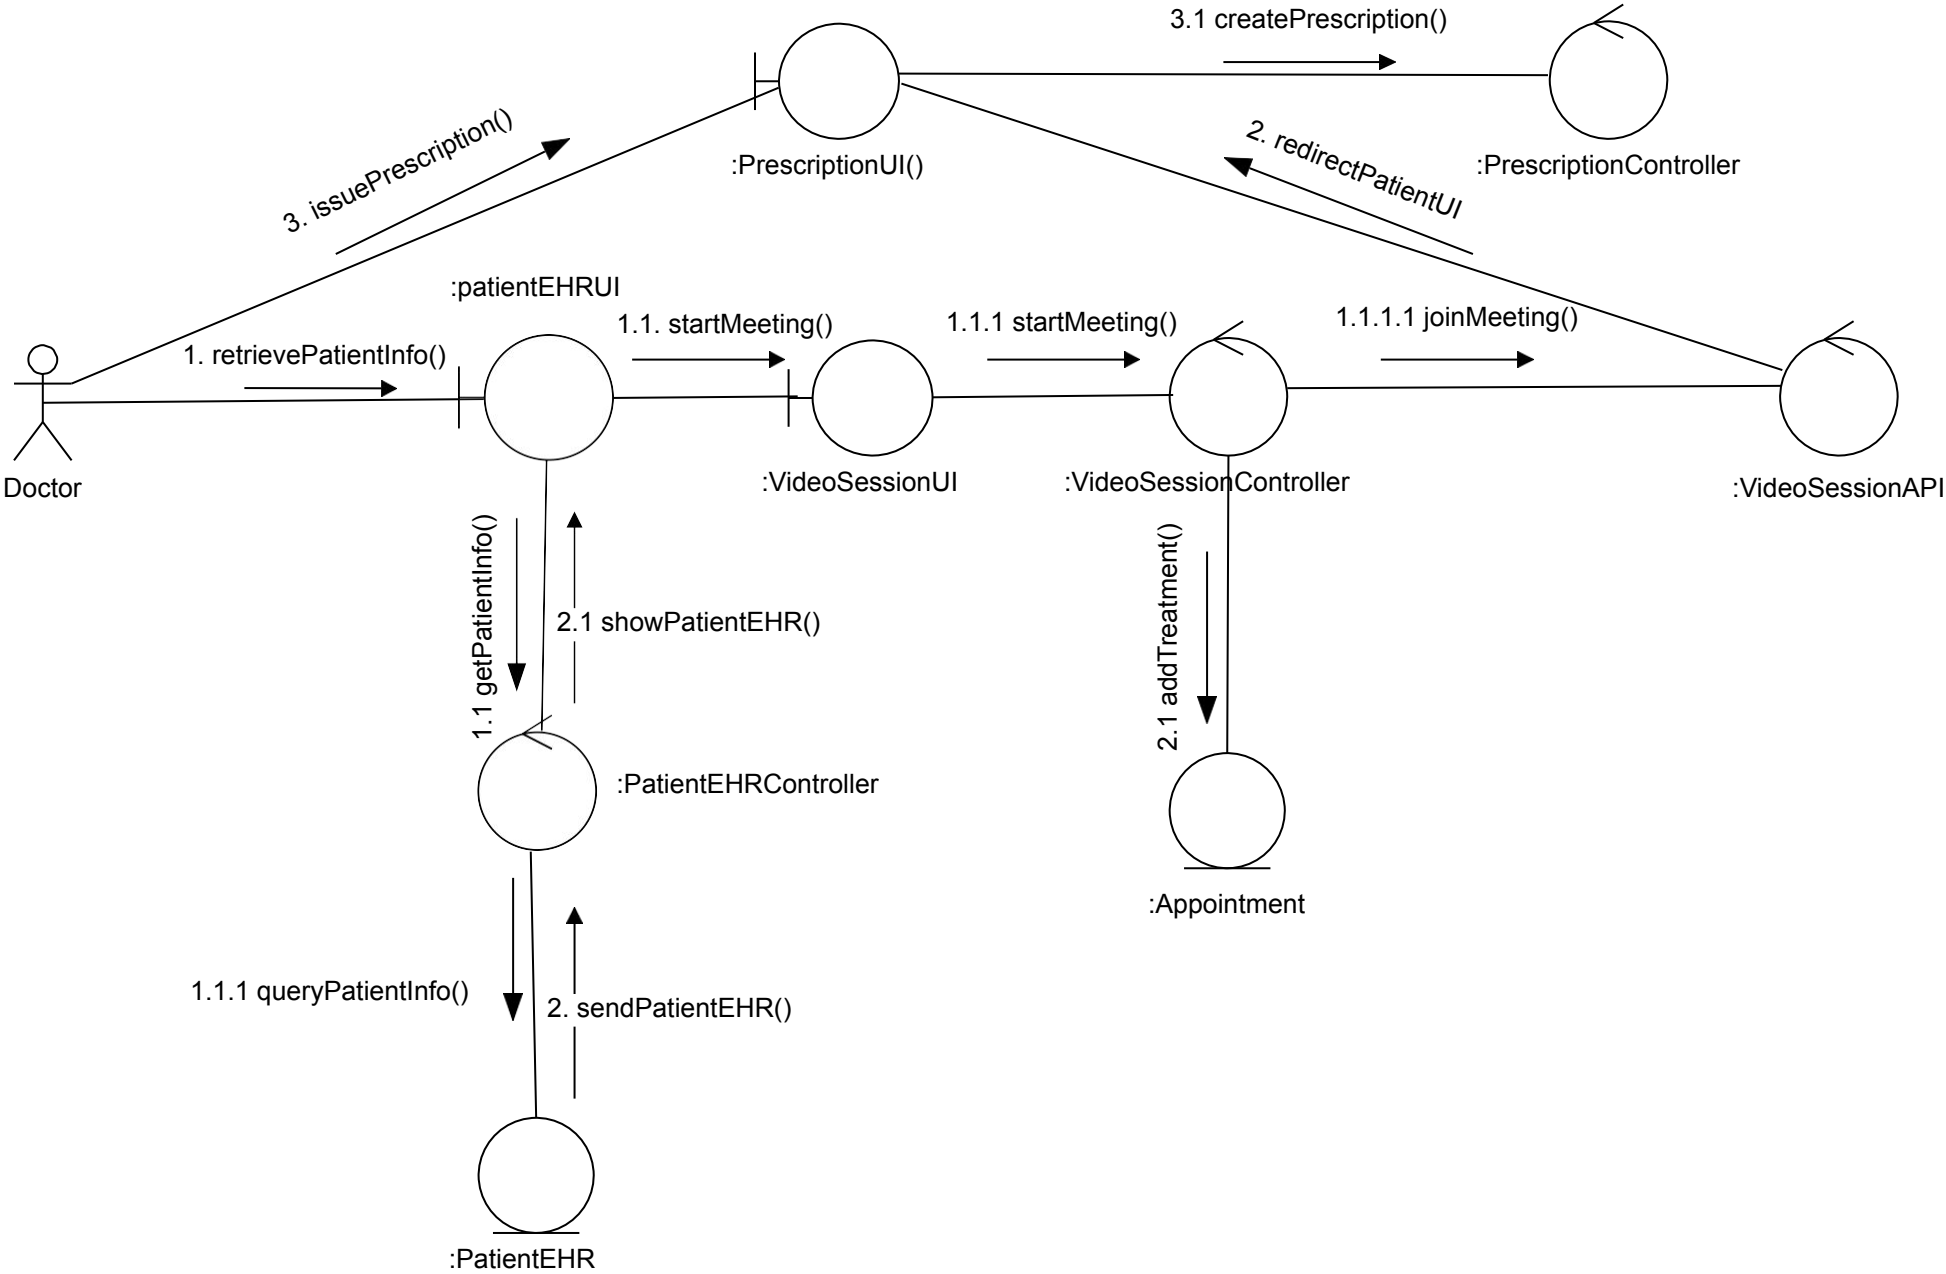 3.1 createPrescription()
3. issuePrescription()
:PrescriptionUI()
2. redirectPatientUI
:PrescriptionController
:patientEHRUI
1. retrievePatientInfo()
1.1. startMeeting()
1.1.1 startMeeting()
1.1.1.1 joinMeeting()
Doctor
:VideoSessionUI
:VideoSessionController
:VideoSessionAPI
1.1 getPatientInfo()
2.1 showPatientEHR()
2.1 addTreatment()
:PatientEHRController
:Appointment
1.1.1 queryPatientInfo()
2. sendPatientEHR()
:PatientEHR